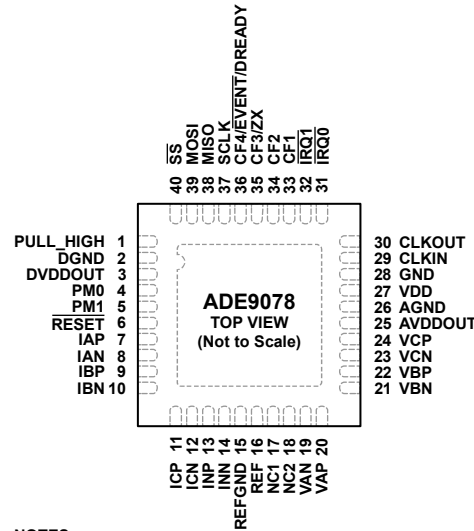 40 SS
39 MOSI
38 MISO
37 SCLK
36 CF4/EVENT/DREADY
35 CF3/ZX
34 CF2
33 CF1
32 IRQ1
31 IRQ0
PULL_HIGH 1
DGND 2
DVDDOUT 3
PM0 4
PM1 5
RESET 6
IAP 7
IAN 8
IBP 9
IBN 10
ADE9078
TOP VIEW
(Not to Scale)
30 CLKOUT
29 CLKIN
28 GND
27 VDD
26 AGND
25 AVDDOUT
24 VCP
23 VCN
22 VBP
21 VBN
ICP 11
ICN 12
INP 13
INN 14
REFGND 15
REF 16
NC1 17
NC2 18
VAN 19
VAP 20